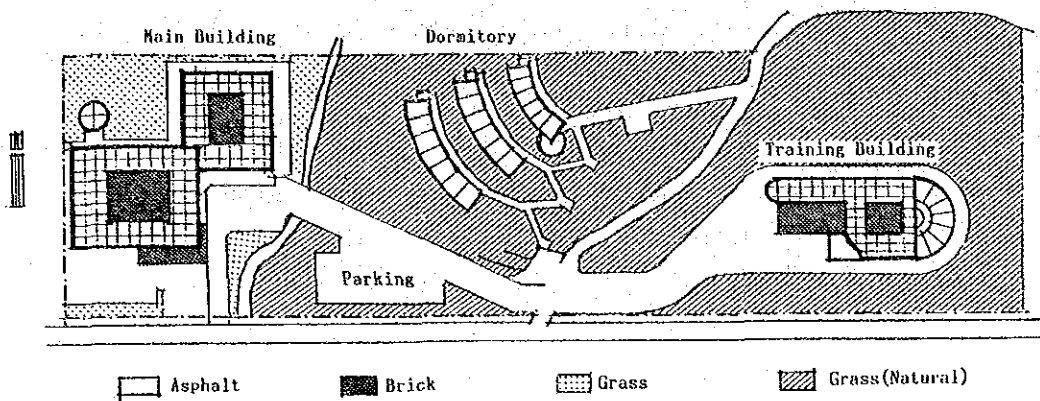 Main Building
Dormitory
Training Building
Parking
Asphalt
Brick
Grass
Grass(Natural)